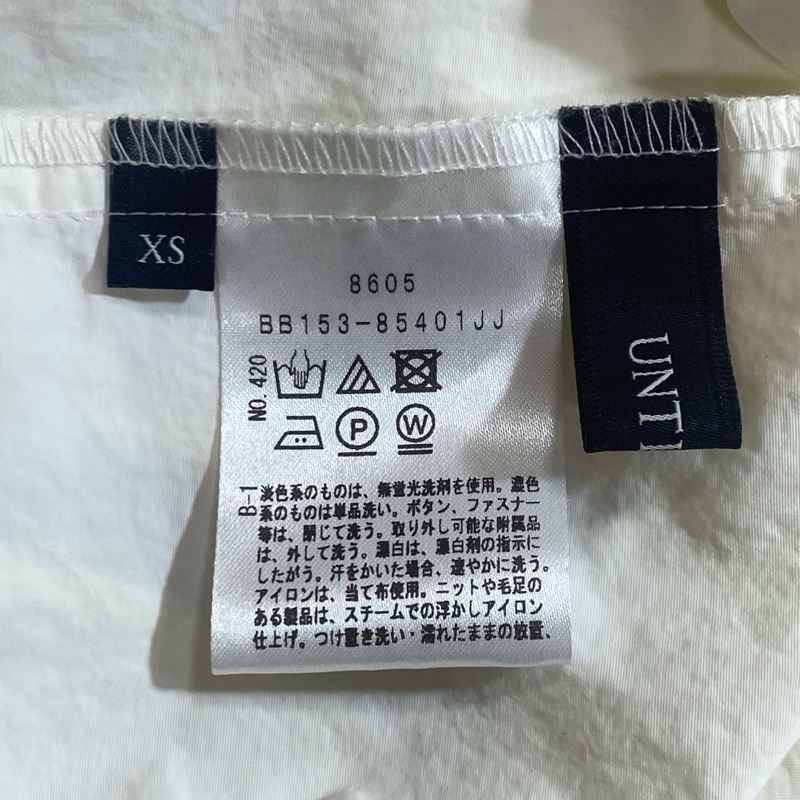 XS
8605
BB153-85401JJ
NO.420
P
W
UNTI
B-1
淡色系のものは、無蛍光洗剤を使用。濃色
系のものは単品洗い。ボタン、ファスナー
等は、閉じて洗う。取り外し可能な附属品
は、外して洗う。漂白は、漂白剤の指示に
したがう。汗をかいた場合、速やかに洗う。
アイロンは、当て布使用。ニットや毛足の
ある製品は、スチームでの浮かしアイロン
仕上げ。つけ置き洗い・濡れたままの放置、